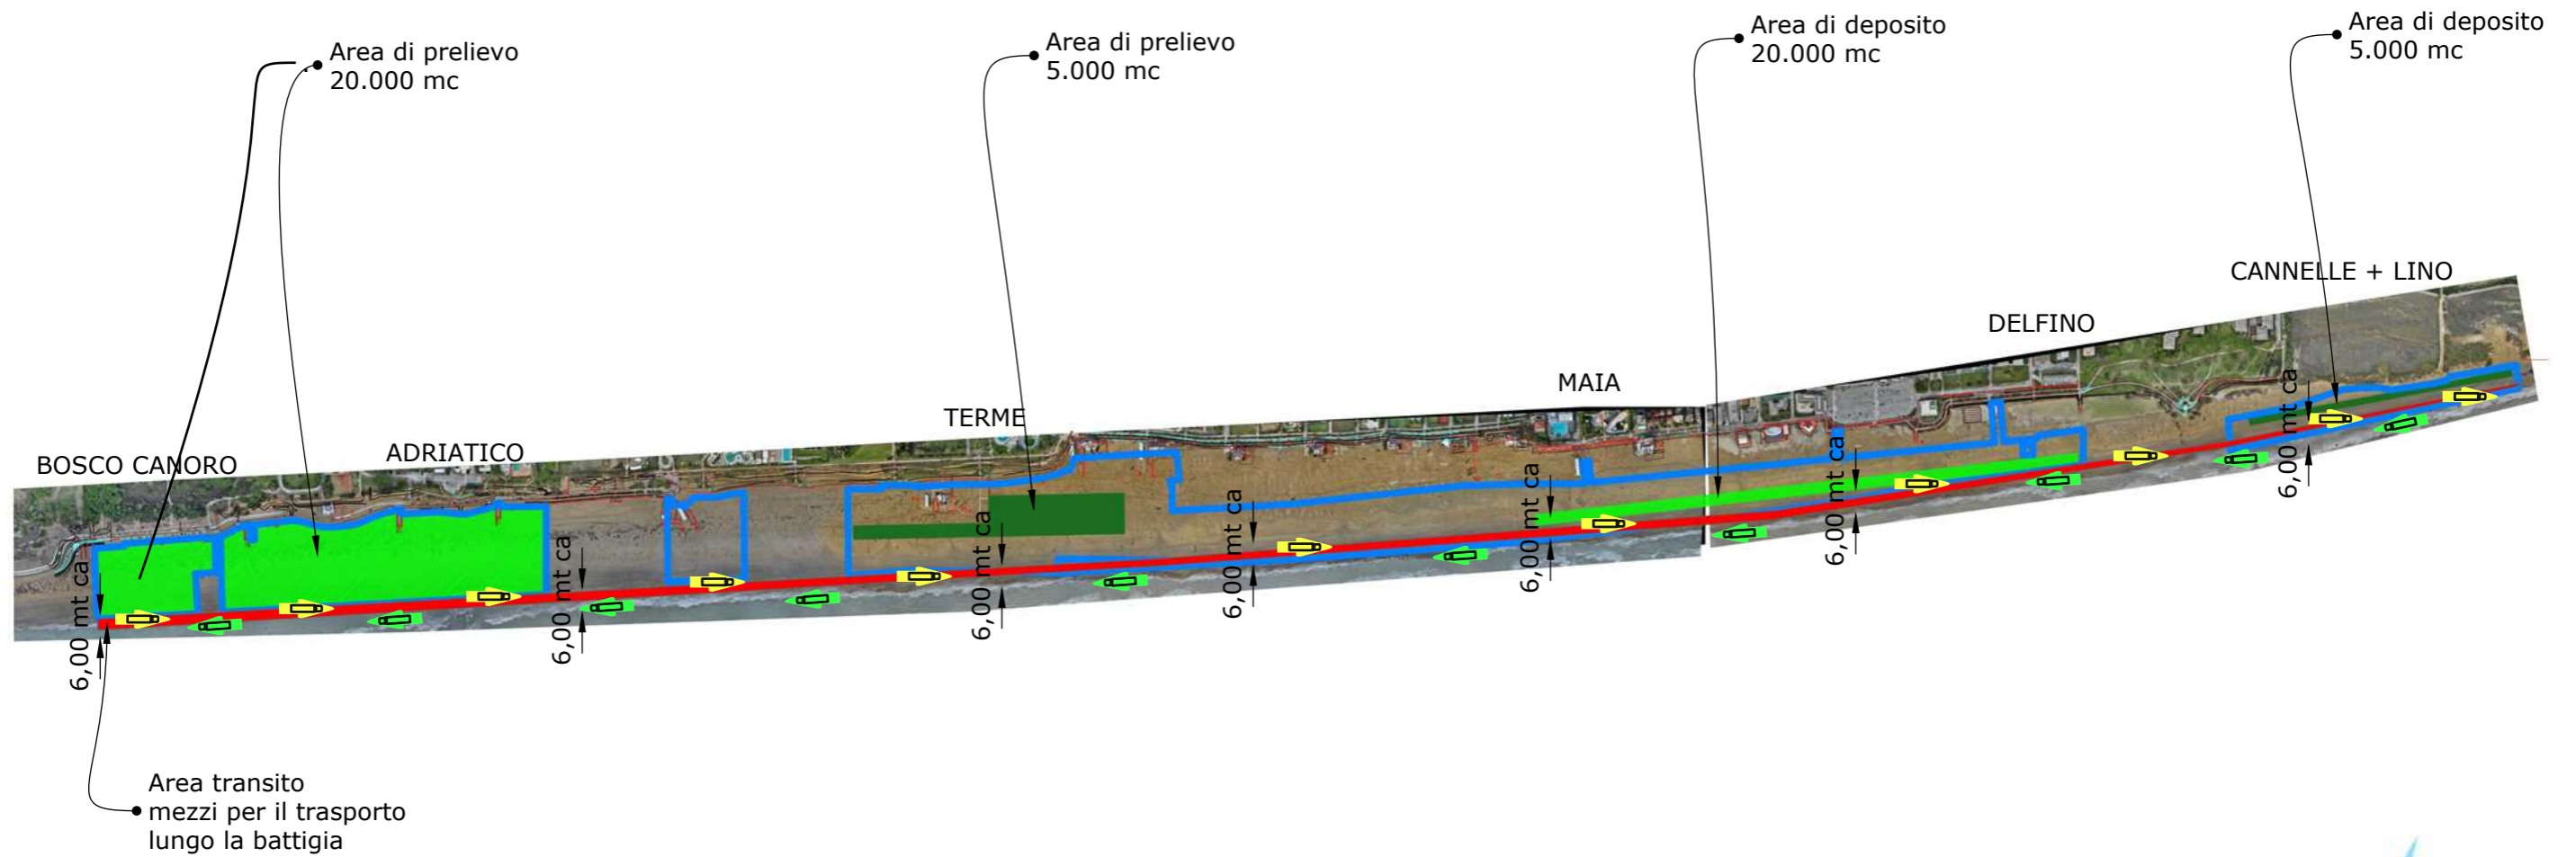 Area di prelievo
20.000 mc
Area di prelievo
5.000 mc
Area di deposito
20.000 mc
Area di deposito
5.000 mc
CANNELLE + LINO
DELFINO
MAIA
TERME
ADRIATICO
BOSCO CANORO
6,00 mt ca
6,00 mt ca
6,00 mt ca
6,00 mt ca
6,00 mt ca
6,00 mt ca
6,00 mt ca
Area transito
mezzi per il trasporto
lungo la battigia